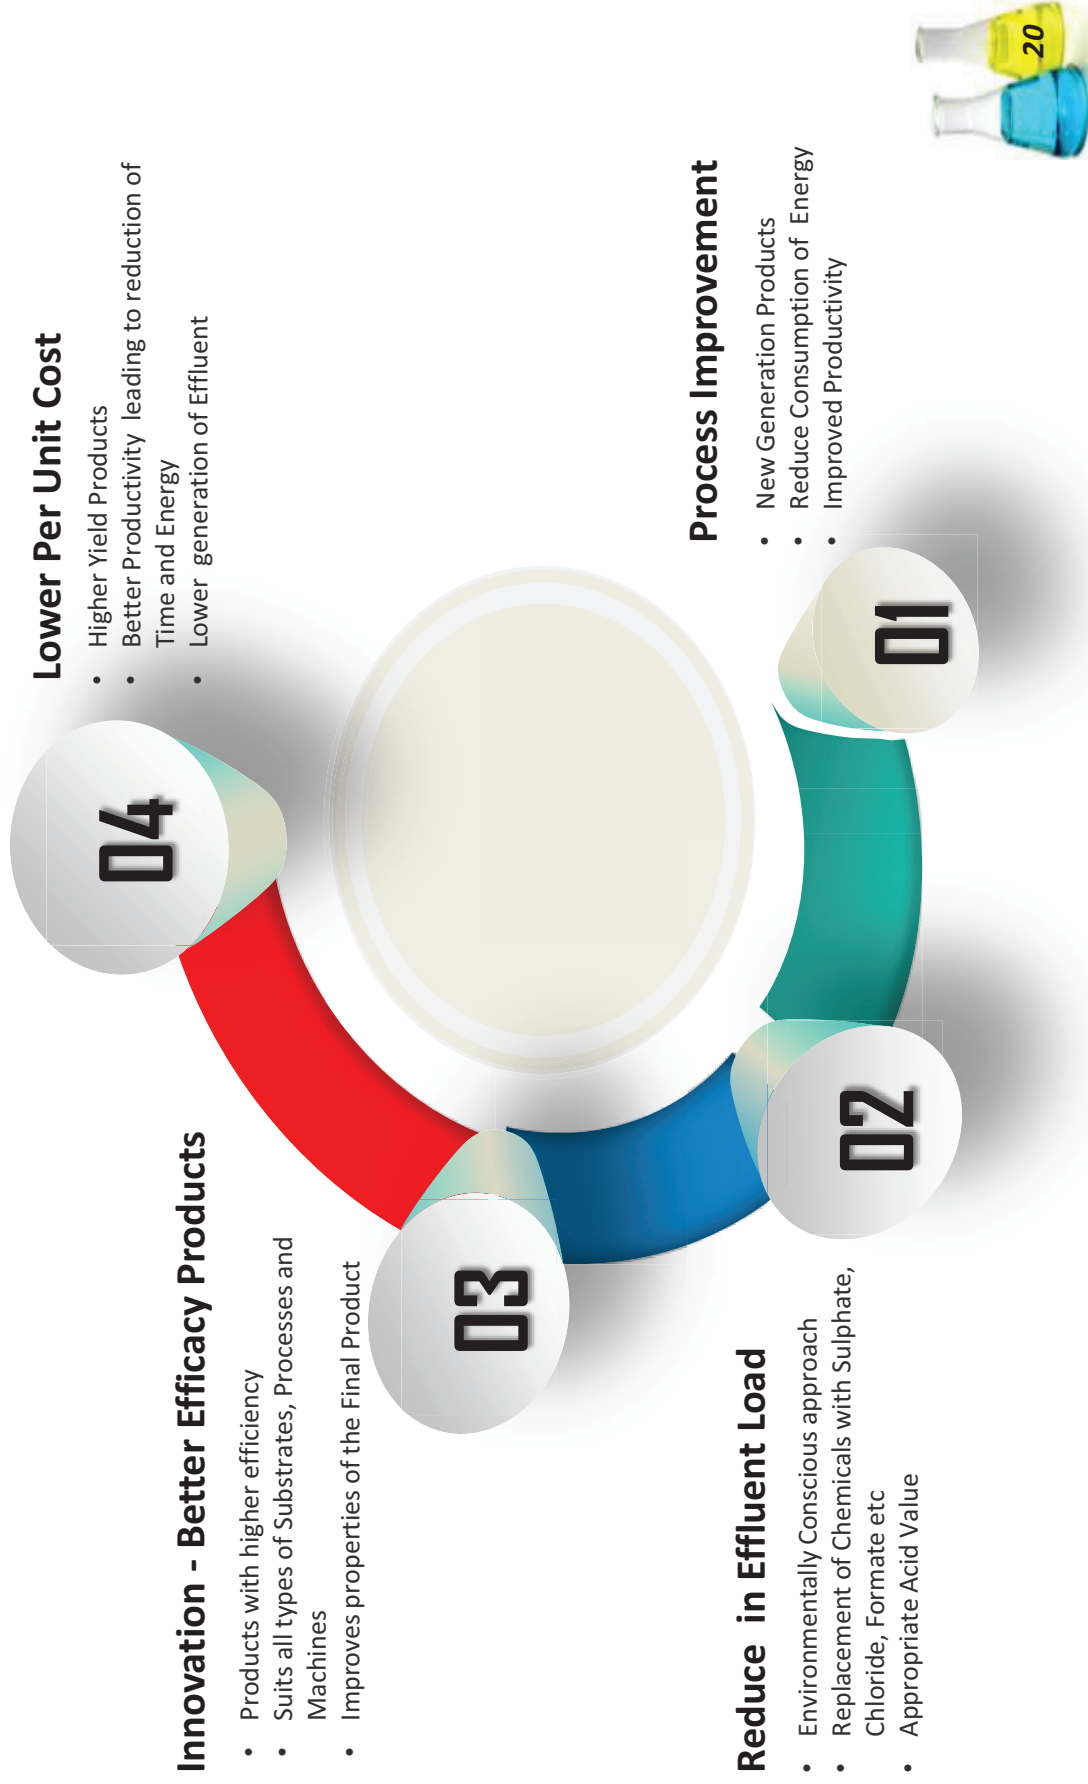 Lower Per Unit Cost
• Higher Yield Products
• Better Productivity leading to reduction of
Time and Energy
• Lower generation of Effluent
04
Innovation - Better Efficacy Products
• Products with higher efficiency
• Suits all types of Substrates, Processes and
Machines
• Improves properties of the Final Product
03
Reduce in Effluent Load
• Environmentally Conscious approach
• Replacement of Chemicals with Sulphate,
Chloride, Formate etc
• Appropriate Acid Value
02
Process Improvement
• New Generation Products
• Reduce Consumption of Energy
• Improved Productivity
01
20